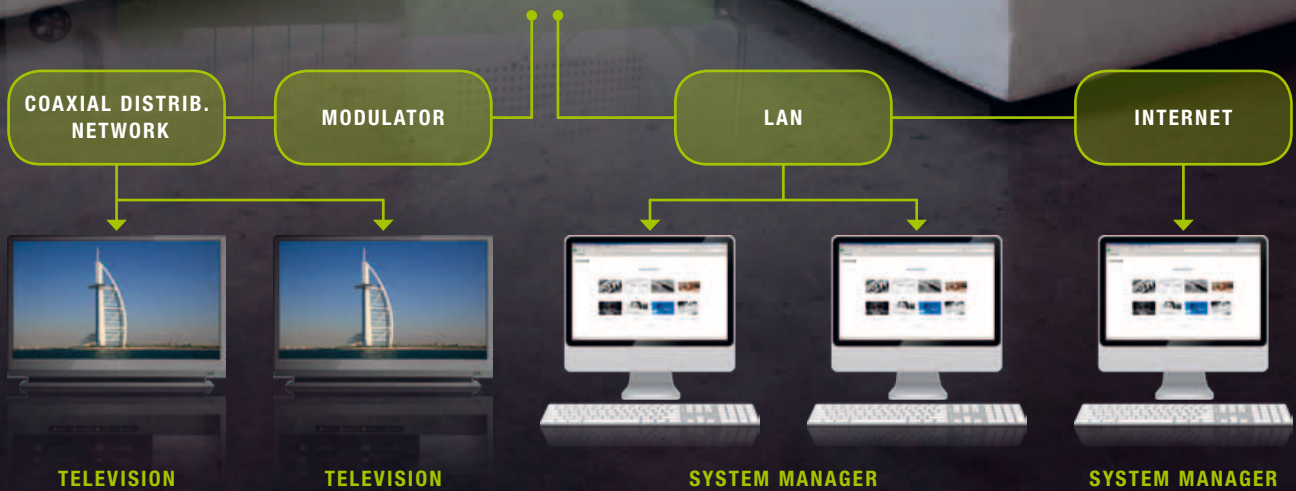 COAXIAL DISTRIB.
NETWORK
MODULATOR
LAN
INTERNET
TELEVISION
TELEVISION
SYSTEM MANAGER
SYSTEM MANAGER